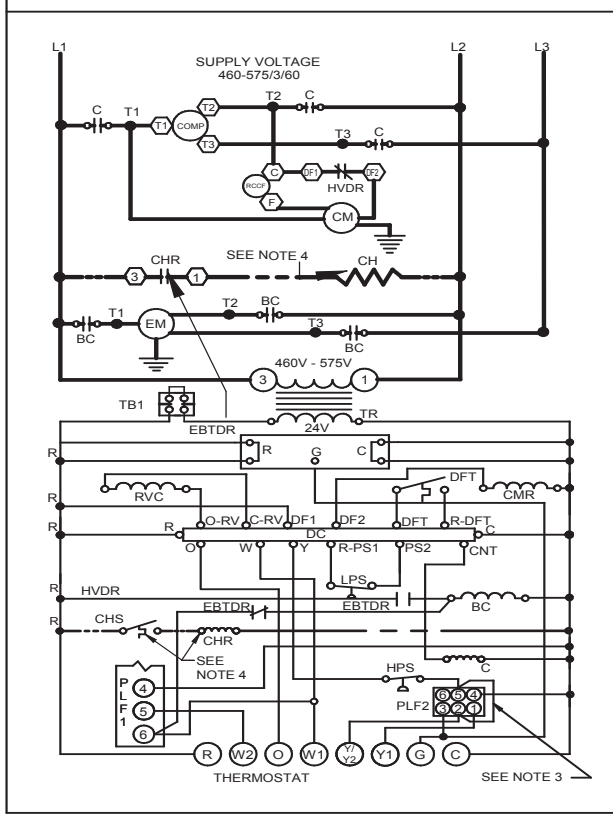 L1 L2 L3
SUPPLY VOLTAGE
460-575/3/60
C T1 T1 COMP T2 T2 C
T3 T3 C
C DF1 HVDR DF2
RCCF
F CM
SEE NOTE 4
CHR CH
3 1
T2 BC
T1 EM T3
BC BC
460V - 575V
3 1
TB1
EBTDR 24V TR
R R G C
DFT
R RVC CMR
O-RV C-RV DF1 DF2 DFT R-DFT
R R DC C
O W Y R-PS1 PS2 CNT
LPS
R HVDR EBTDR BC
EBTDR
R CHS CHR
SEE
NOTE 4
C
HPS
PLF1 4 5 6
6 5 4
3 2 1
PLF2
R W2 O W1 Y/Y2 Y1 G C
THERMOSTAT
SEE NOTE 3